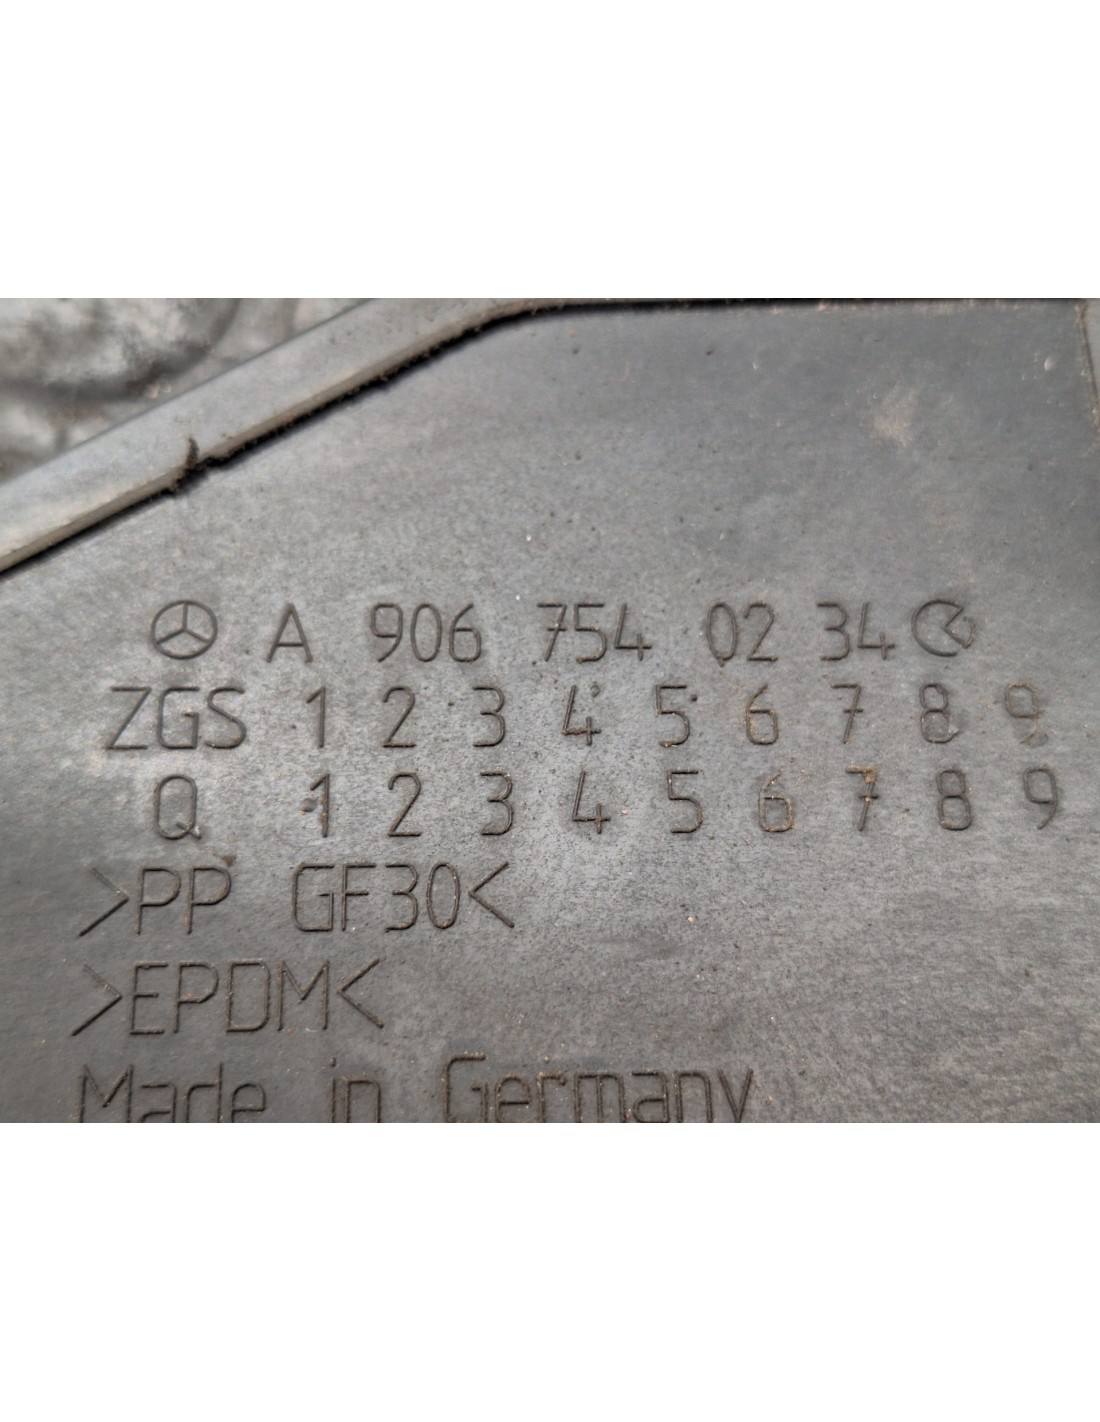 A 906 754 02 34
ZGS 1 2 3 4 5 6 7 8 9
Q 1 2 3 4 5 6 7 8 9
>PP GF30<
>EPDM<
Made in Germany